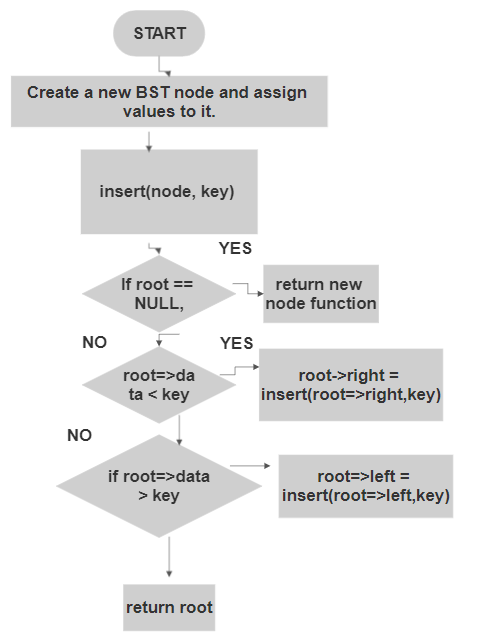 START
Create a new BST node and assign
values to it.
insert(node, key)
YES
If root ==
NULL,
return new
node function
NO
YES
root=>da
ta < key
root->right =
insert(root=>right,key)
NO
if root=>data
> key
root=>left =
insert(root=>left,key)
return root